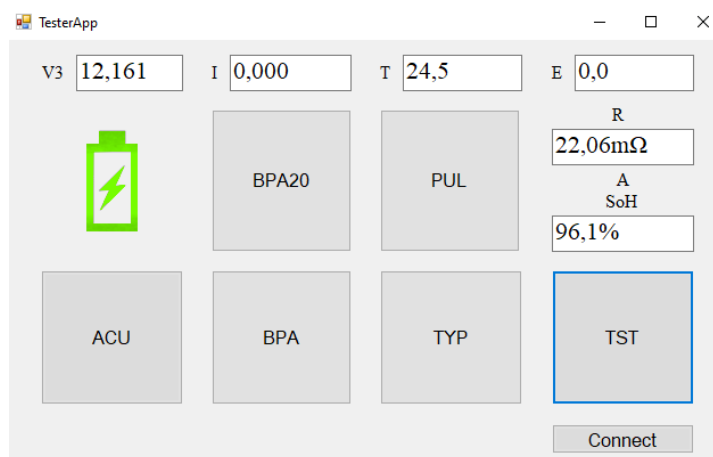 TesterApp
V3 12,161 I 0,000 T 24,5 E 0,0
R
22,06mΩ
BPA20 PUL
A
SoH
96,1%
ACU BPA TYP TST
Connect